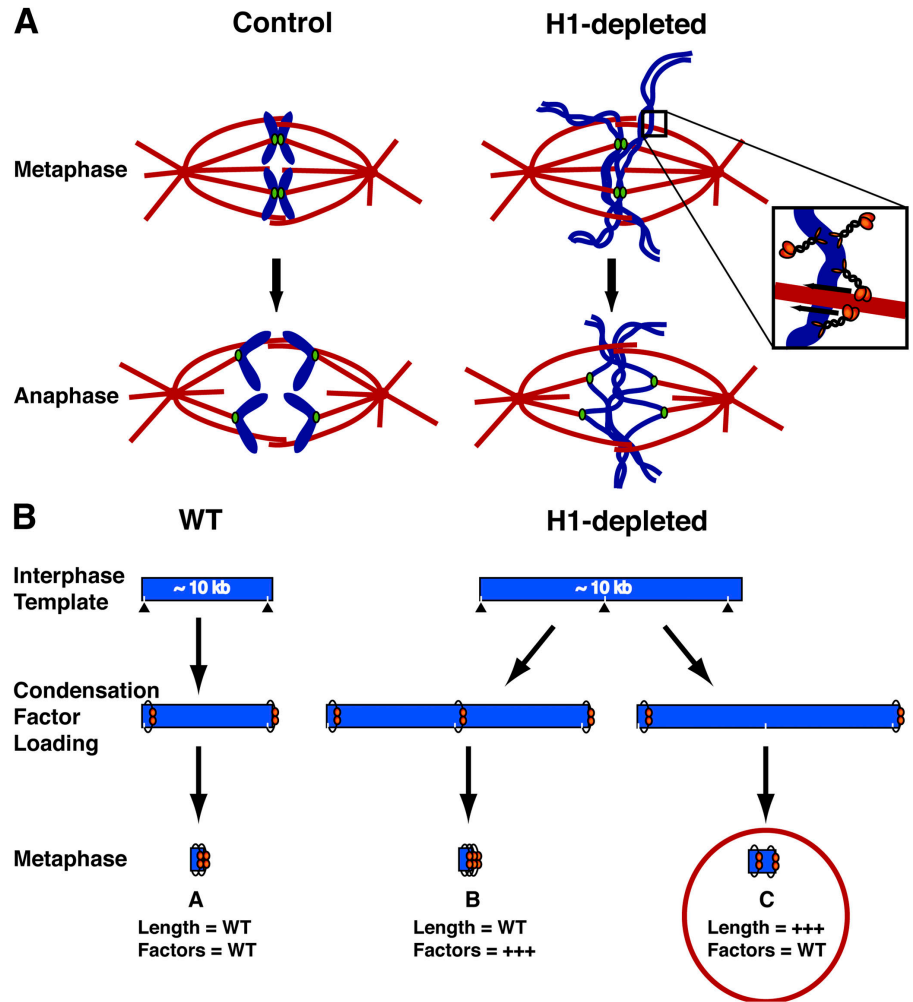 A
Control
H1-depleted
Metaphase
Anaphase
B
WT
H1-depleted
Interphase
Template
~ 10 kb
~ 10 kb
Condensation
Factor
Loading
Metaphase
A
Length = WT
Factors = WT
B
Length = WT
Factors = +++
C
Length = +++
Factors = WT